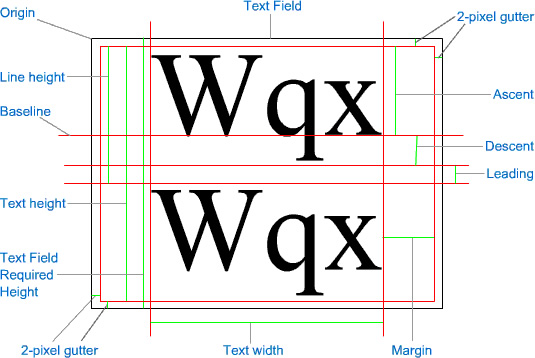 Origin
Text Field
2-pixel gutter
Line height
Wqx
Ascent
Baseline
Descent
Leading
Text height
Wqx
Text Field
Required
Height
2-pixel gutter
Text width
Margin